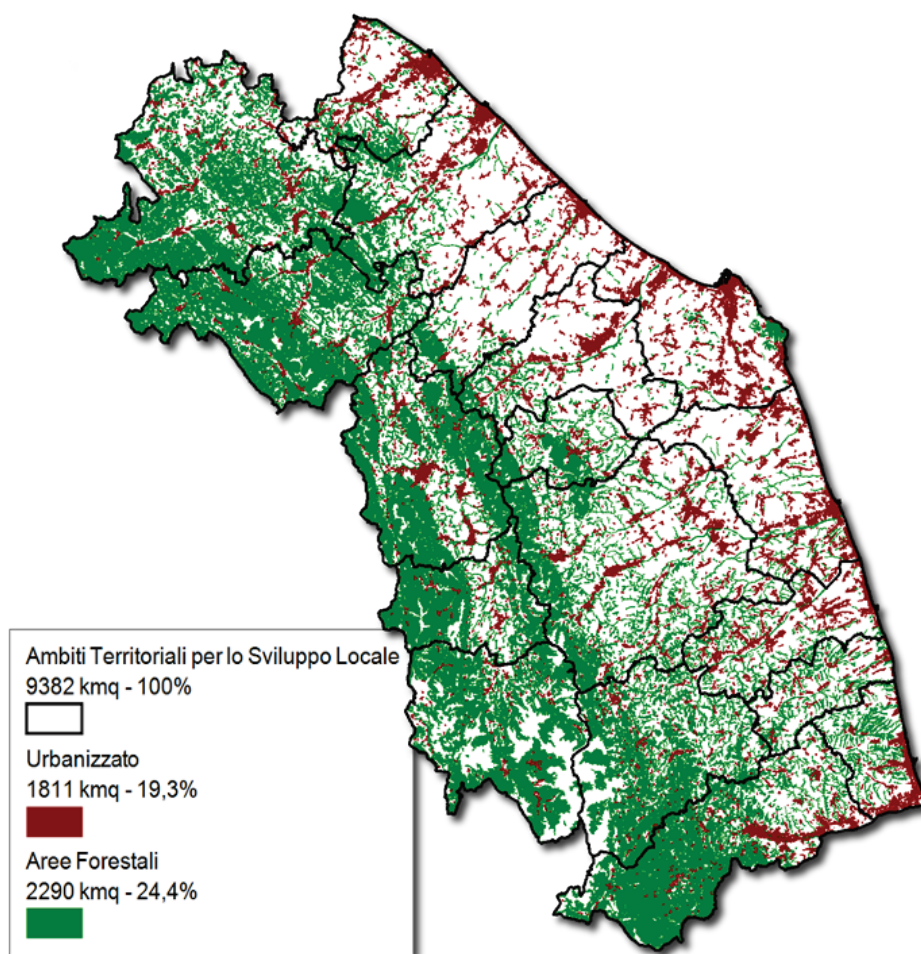 Ambiti Territoriali per lo Sviluppo Locale
9382 kmq - 100%
Urbanizzato
1811 kmq - 19,3%
Aree Forestali
2290 kmq - 24,4%